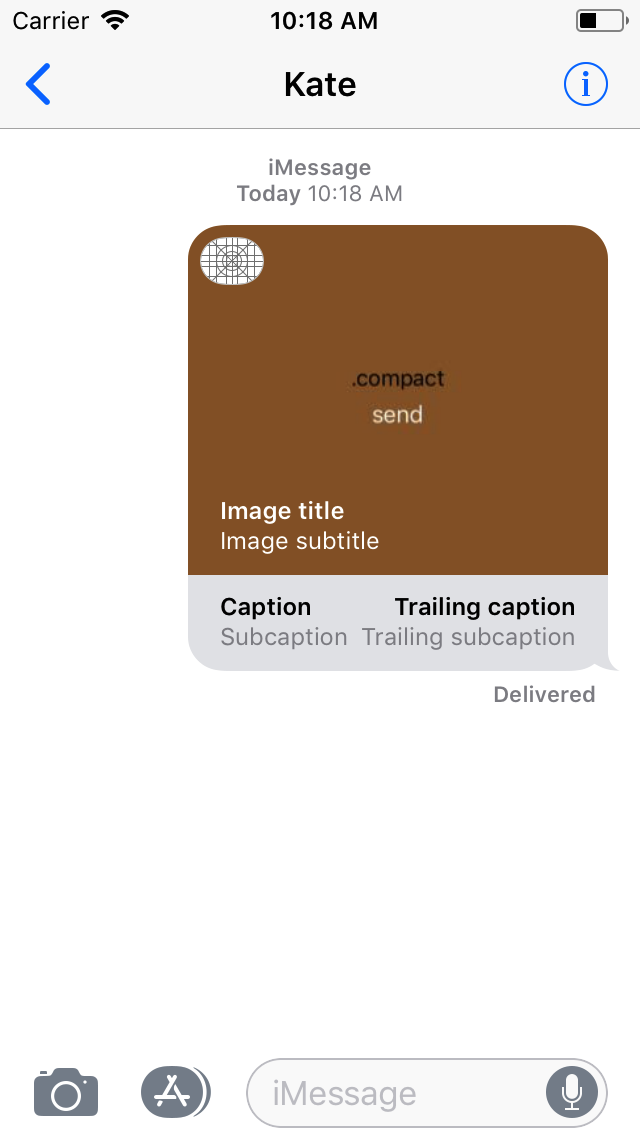 Carrier 10:18 AM
Kate
iMessage
Today 10:18 AM
.compact
send
Image title
Image subtitle
Caption Trailing caption
Subcaption Trailing subcaption
Delivered
iMessage